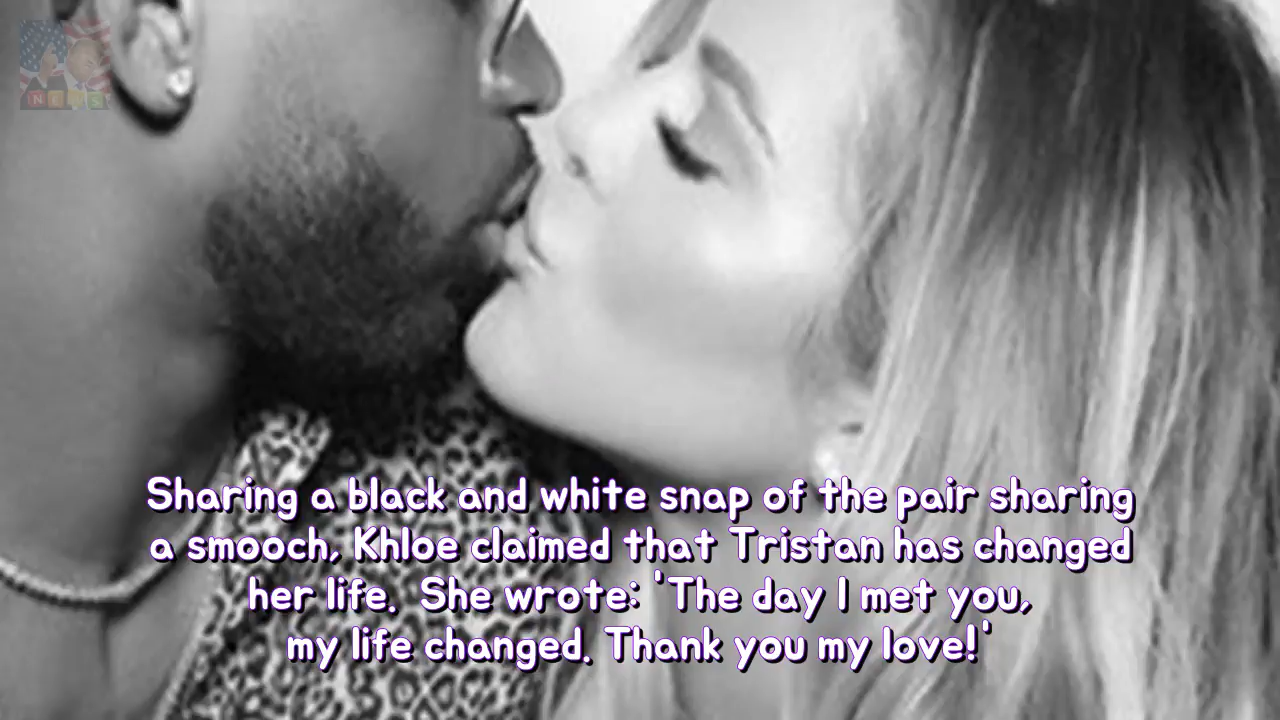 NEWS
Sharing a black and white snap of the pair sharing
a smooch, Khloe claimed that Tristan has changed
her life. She wrote: 'The day I met you,
my life changed. Thank you my love!'